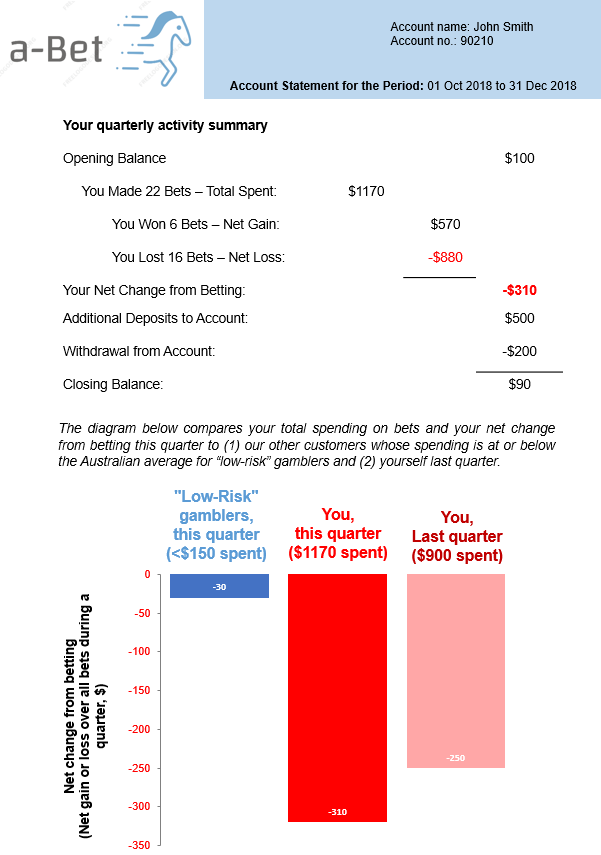 a-Bet
Account name: John Smith
Account no.: 90210
Account Statement for the Period: 01 Oct 2018 to 31 Dec 2018
Your quarterly activity summary
Opening Balance $100
You Made 22 Bets – Total Spent: $1170
You Won 6 Bets – Net Gain: $570
You Lost 16 Bets – Net Loss: -$880
Your Net Change from Betting: -$310
Additional Deposits to Account: $500
Withdrawal from Account: -$200
Closing Balance: $90
The diagram below compares your total spending on bets and your net change
from betting this quarter to (1) our other customers whose spending is at or below
the Australian average for “low-risk” gamblers and (2) yourself last quarter.
"Low-Risk"
gamblers,
this quarter
(<$150 spent)
You,
this quarter
($1170 spent)
You,
Last quarter
($900 spent)
Net change from betting
(Net gain or loss over all bets during a
quarter, $)
0
-50
-100
-150
-200
-250
-300
-350
-30
-310
-250